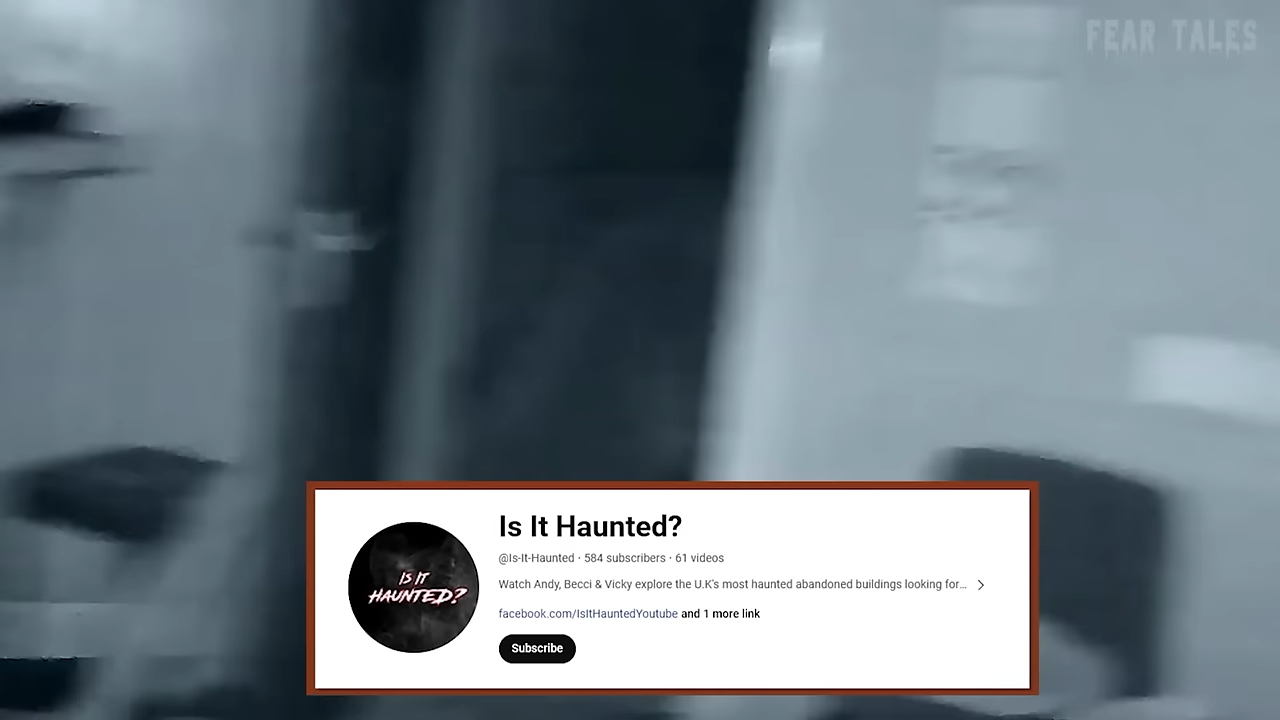 FEAR TALES
Is It Haunted?
@Is-It-Haunted · 584 subscribers · 61 videos
Watch Andy, Becci & Vicky explore the U.K's most haunted abandoned buildings looking for...
facebook.com/IsItHauntedYoutube and 1 more link
Subscribe
IS IT
HAUNTED?